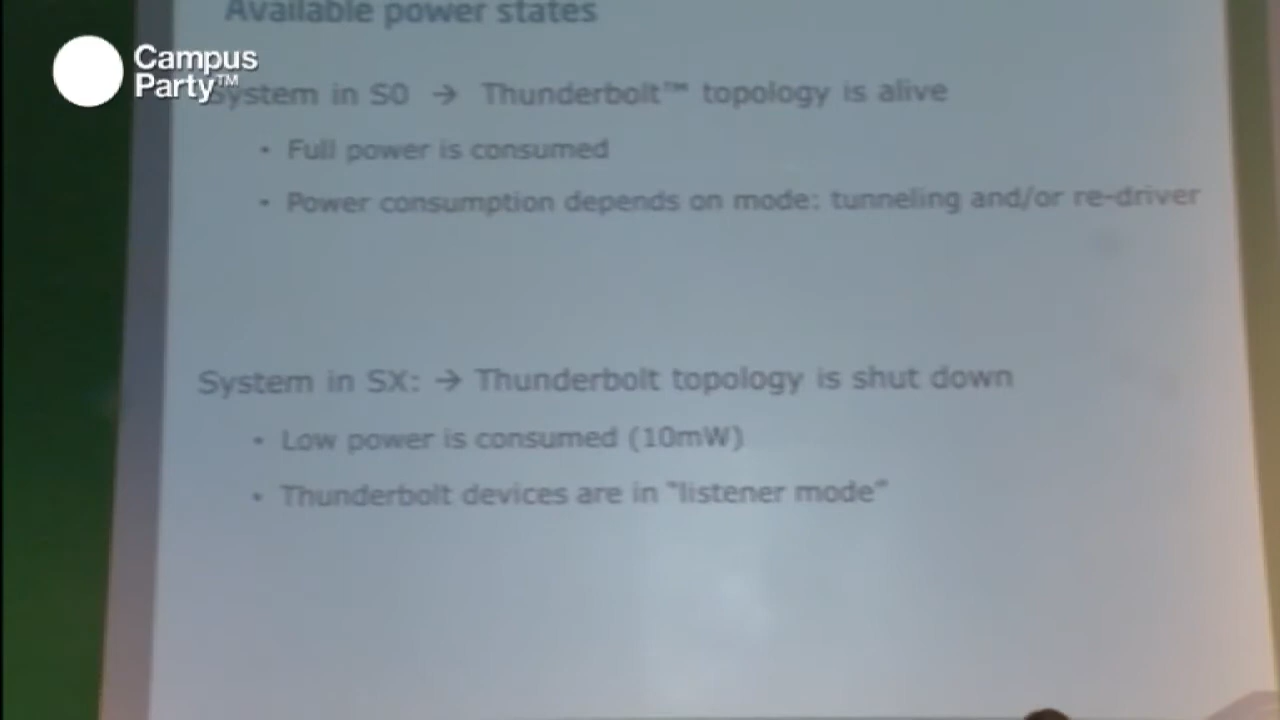 Available power states
Campus
Party™
System in S0 → Thunderbolt™ topology is alive
• Full power is consumed
• Power consumption depends on mode: tunneling and/or re-driver
System in SX: → Thunderbolt topology is shut down
• Low power is consumed (10mW)
• Thunderbolt devices are in "listener mode"